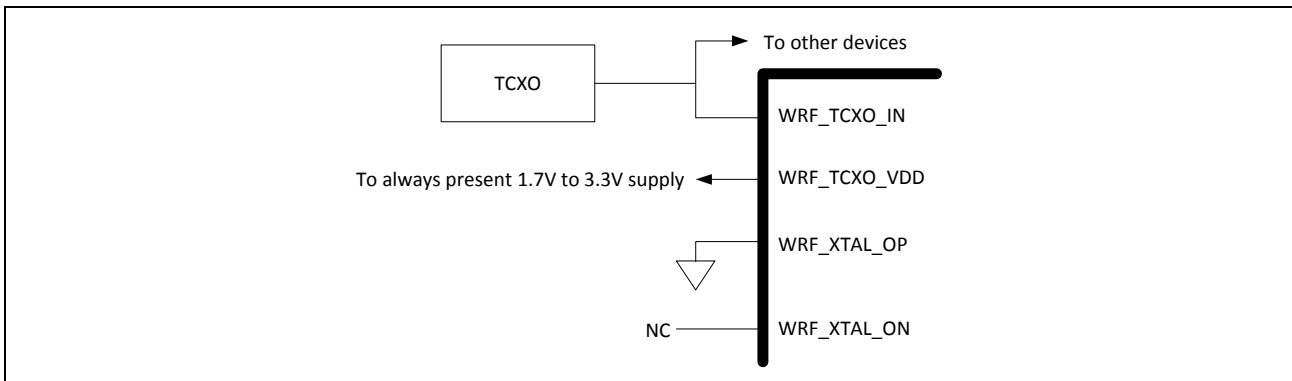 To other devices
TCXO
WRF_TCXO_IN
To always present 1.7V to 3.3V supply
WRF_TCXO_VDD
WRF_XTAL_OP
NC
WRF_XTAL_ON